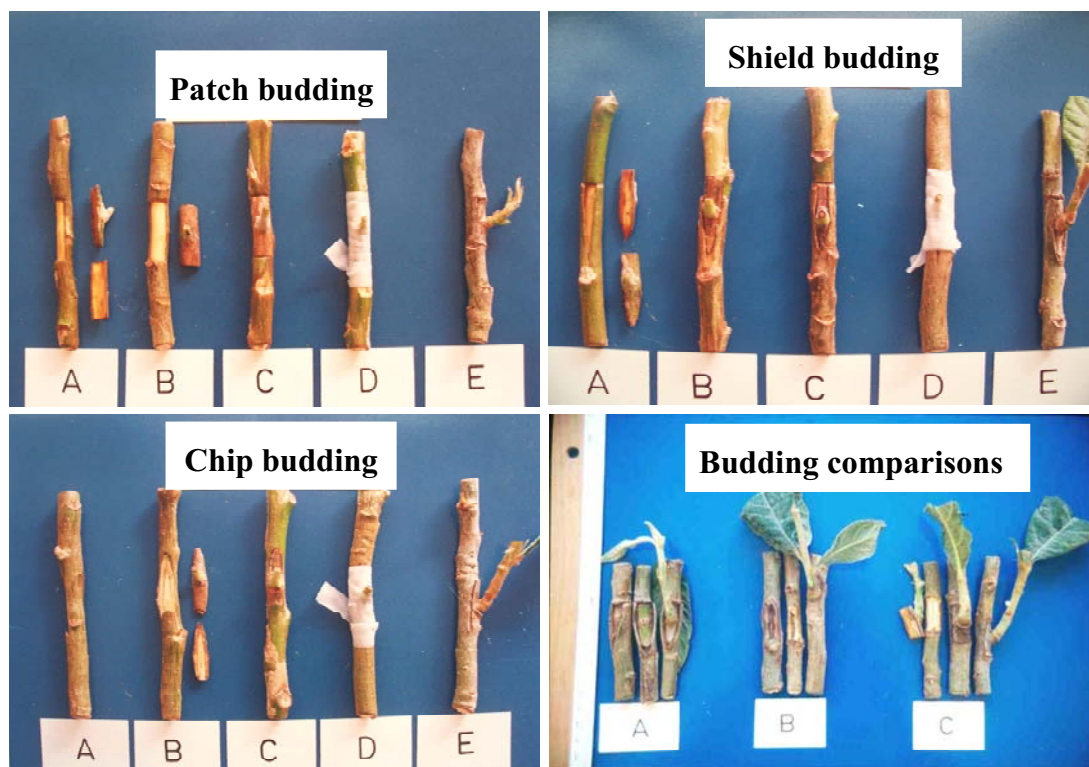 Patch budding
A B C D E
Shield budding
A B C D E
Chip budding
A B C D E
Budding comparisons
A B C